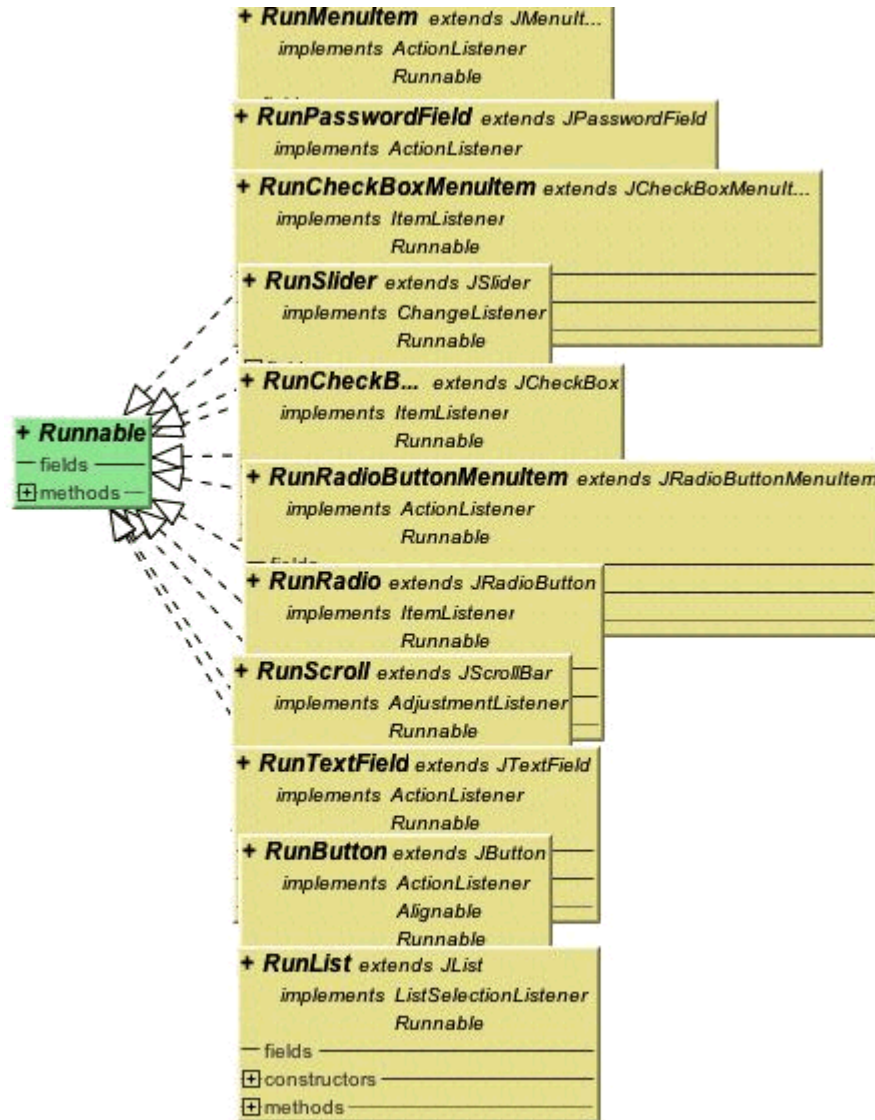 + RunMenuItem extends JMenuIt...
implements ActionListener
Runnable
+ RunPasswordField extends JPasswordField
implements ActionListener
+ RunCheckBoxMenuItem extends JCheckBoxMenuIt...
implements ItemListener
Runnable
+ RunSlider extends JSlider
implements ChangeListener
Runnable
+ RunCheckB... extends JCheckBox
implements ItemListener
Runnable
+ Runnable
fields
methods
+ RunRadioButtonMenuItem extends JRadioButtonMenuItem
implements ActionListener
Runnable
fields
+ RunRadio extends JRadioButton
implements ItemListener
Runnable
+ RunScroll extends JScrollBar
implements AdjustmentListener
Runnable
+ RunTextField extends JTextField
implements ActionListener
Runnable
+ RunButton extends JButton
implements ActionListener
Alignable
Runnable
+ RunList extends JList
implements ListSelectionListener
Runnable
fields
constructors
methods